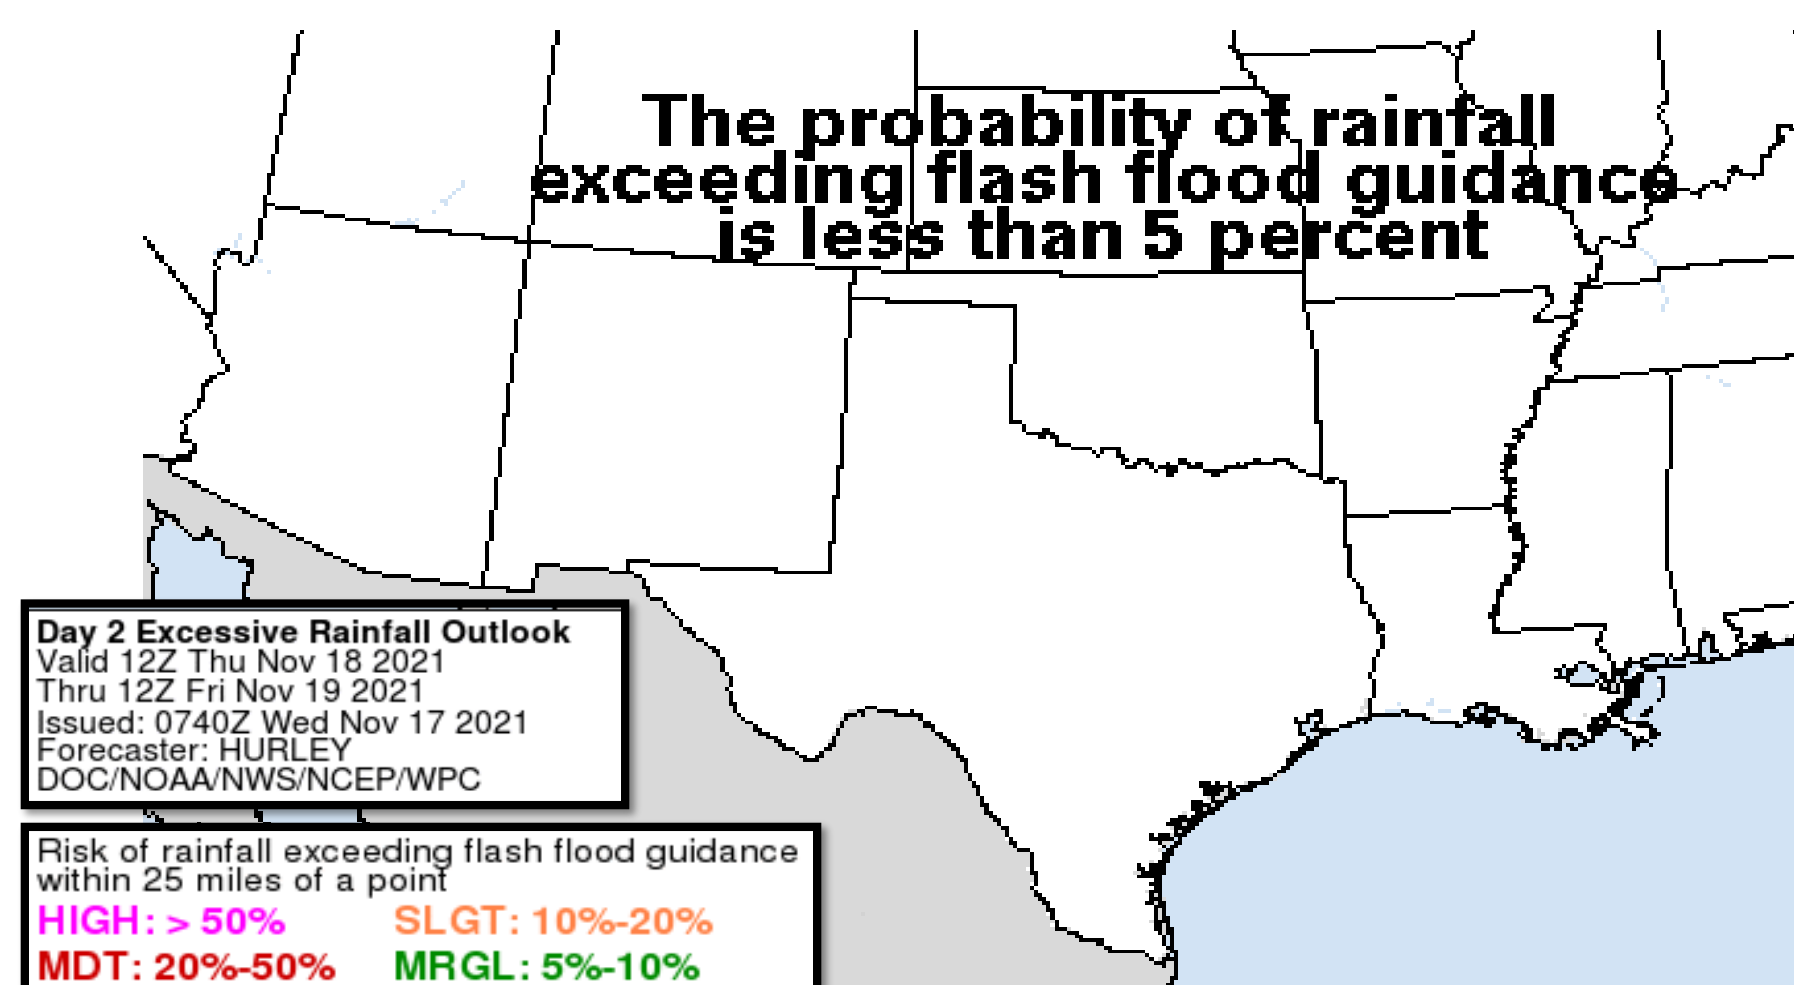 The probability of rainfall
exceeding flash flood guidance
is less than 5 percent
Day 2 Excessive Rainfall Outlook
Valid 12Z Thu Nov 18 2021
Thru 12Z Fri Nov 19 2021
Issued: 0740Z Wed Nov 17 2021
Forecaster: HURLEY
DOC/NOAA/NWS/NCEP/WPC
Risk of rainfall exceeding flash flood guidance
within 25 miles of a point
HIGH: > 50% SLGT: 10%-20%
MDT: 20%-50% MRGL: 5%-10%